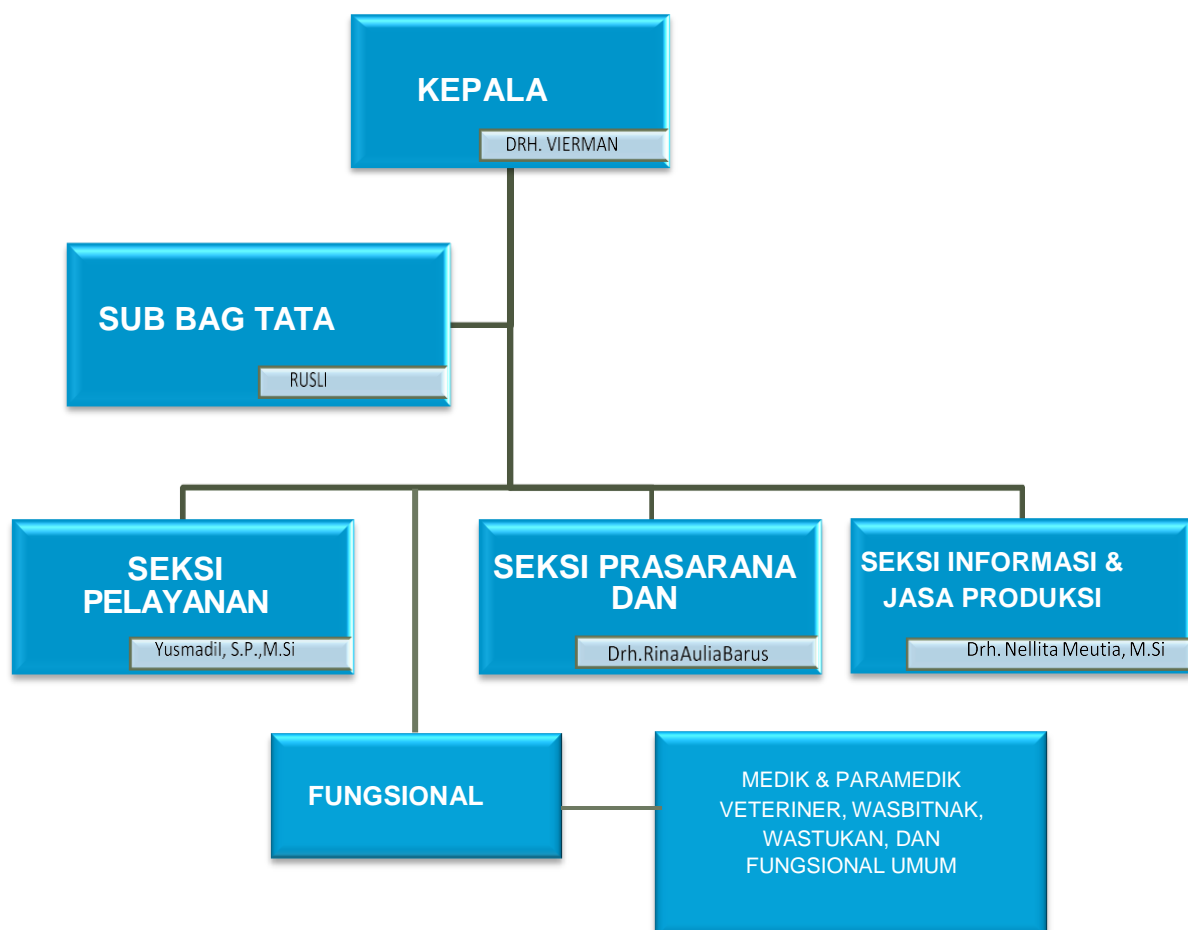 KEPALA
DRH. VIERMAN
SUB BAG TATA
RUSLI
SEKSI
PELAYANAN
Yusmadil, S.P.,M.Si
SEKSI PRASARANA
DAN
Drh.RinaAuliaBarus
SEKSI INFORMASI &
JASA PRODUKSI
Drh. Nellita Meutia, M.Si
FUNGSIONAL
MEDIK & PARAMEDIK
VETERINER, WASBITNAK,
WASTUKAN, DAN
FUNGSIONAL UMUM